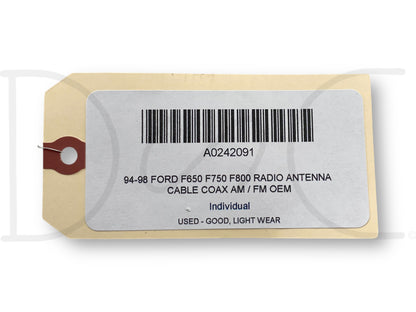 A0242091
94-98 FORD F650 F750 F800 RADIO ANTENNA
CABLE COAX AM / FM OEM
Individual
USED - GOOD, LIGHT WEAR